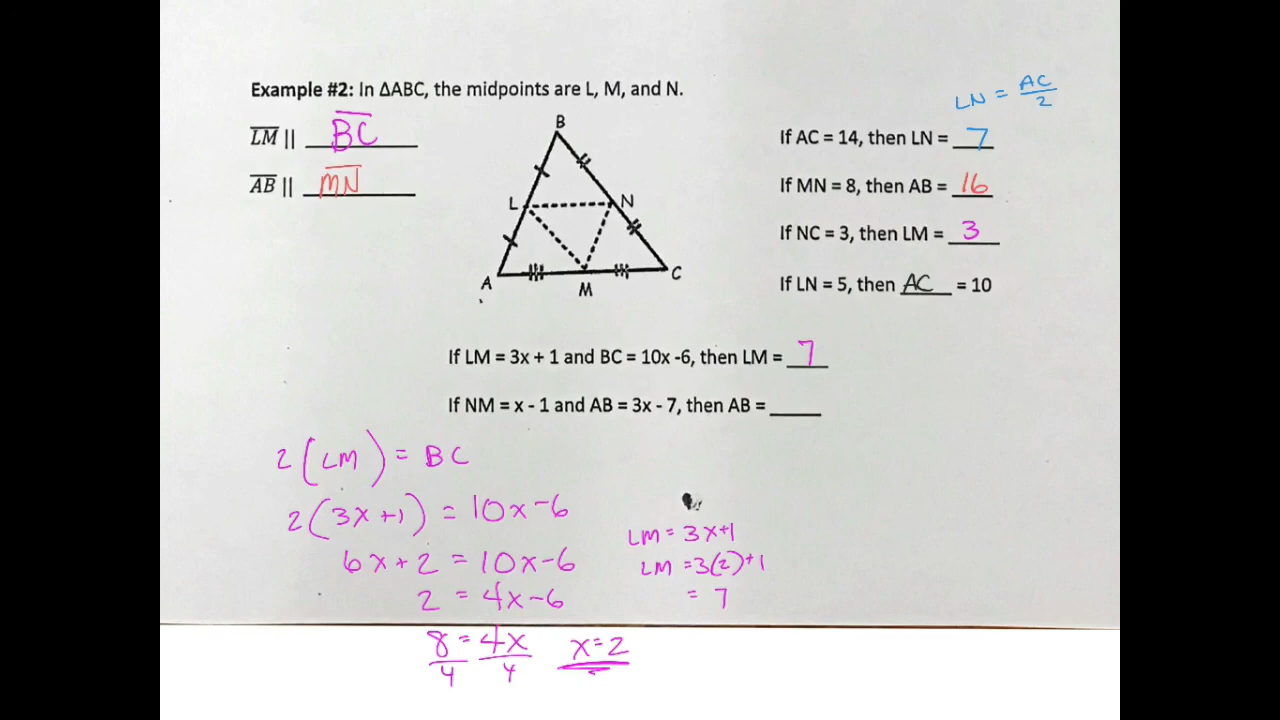 Example #2: In ΔABC, the midpoints are L, M, and N.
LM || BC
AB || MN
B
L
N
A
M
C
LN = AC/2
If AC = 14, then LN = 7
If MN = 8, then AB = 16
If NC = 3, then LM = 3
If LN = 5, then AC = 10
If LM = 3x + 1 and BC = 10x -6, then LM = 7
If NM = x - 1 and AB = 3x - 7, then AB = ____
2(LM) = BC
2(3x+1) = 10x-6
6x+2 = 10x-6
2 = 4x-6
8/4 = 4x/4 x=2
LM = 3x+1
LM = 3(2)+1
= 7